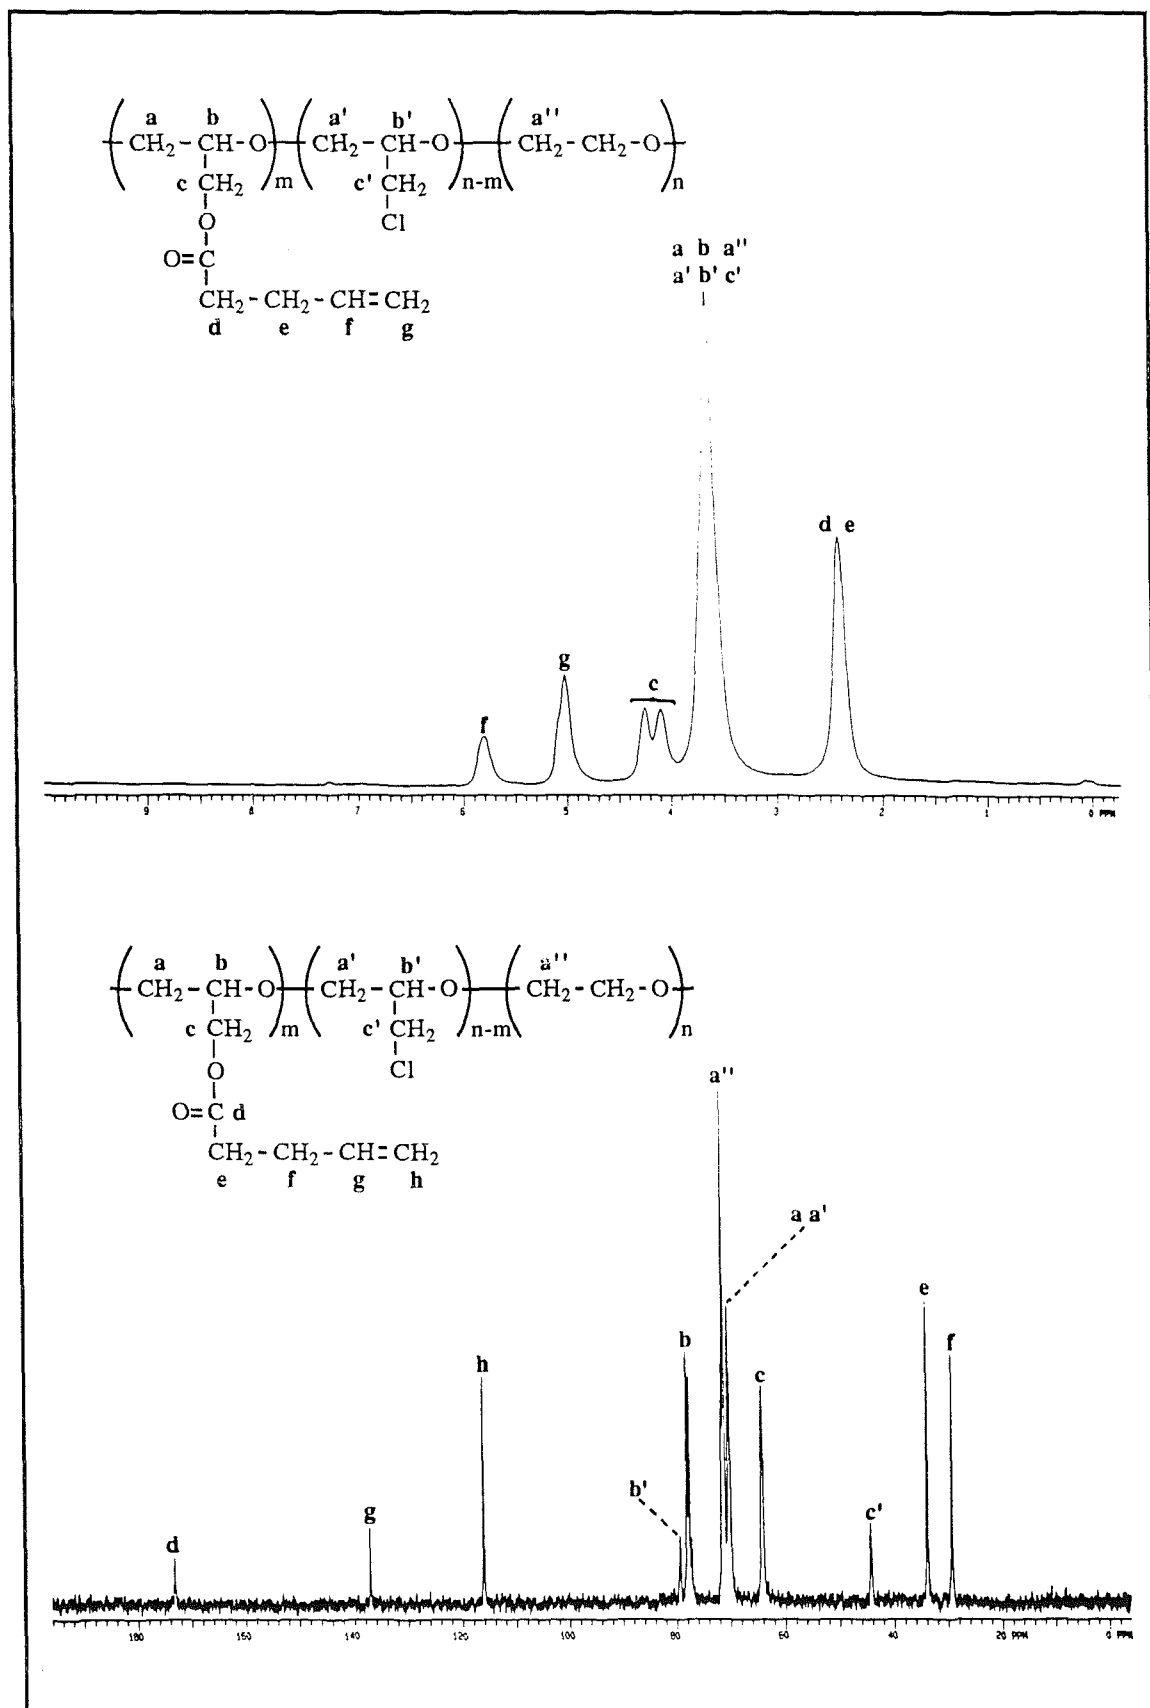 a b a' b' a''
CH2-CH-O CH2-CH-O CH2-CH2-O
c CH2 m c' CH2 n-m n
O Cl
O=C
CH2-CH2-CH=CH2
d e f g
a b a''
a' b' c'
d e
g
c
f
9 8 7 6 5 4 3 2 1 0 PPM
a b a' b' a''
CH2-CH-O CH2-CH-O CH2-CH2-O
c CH2 m c' CH2 n-m n
O Cl
O=C d
CH2-CH2-CH=CH2
e f g h
a''
a a'
e
b f
h c
b'
g c'
d
180 160 140 120 100 80 60 40 20 PPM 0 PPM